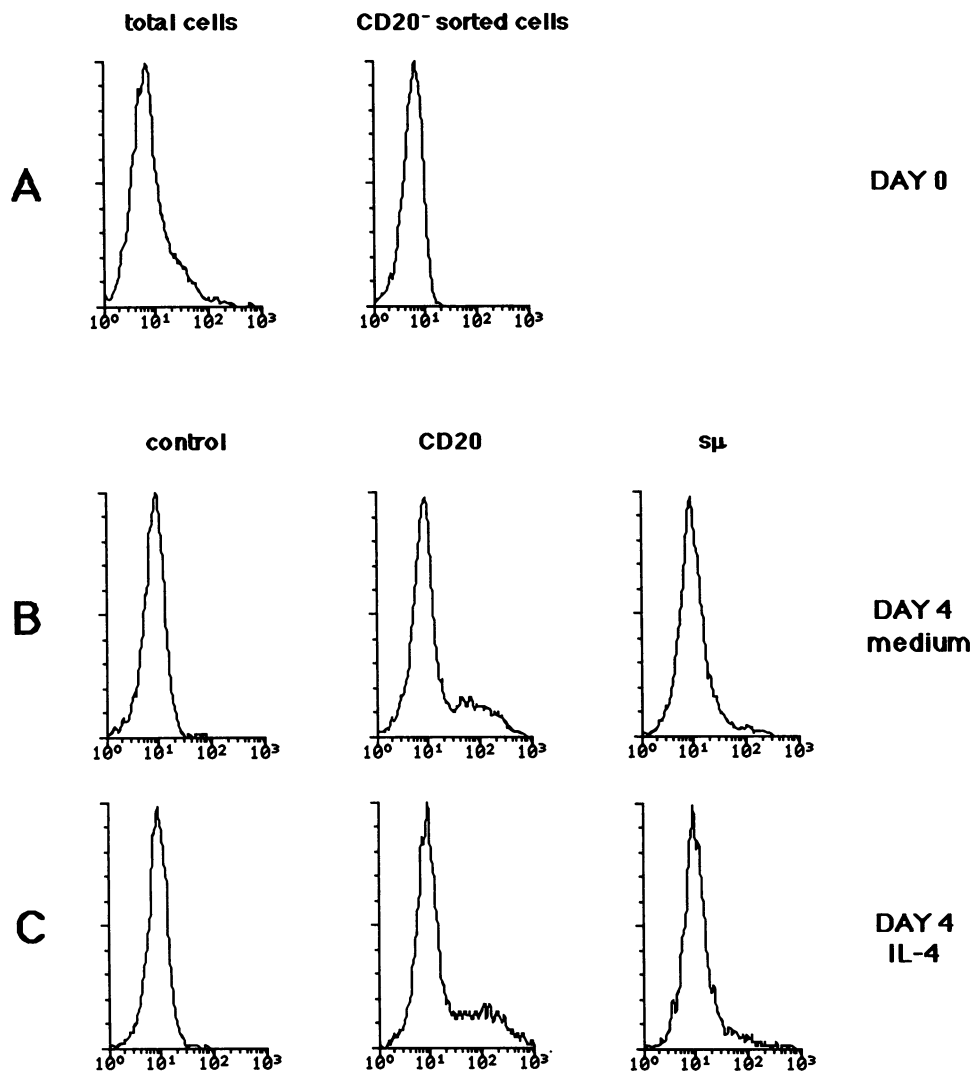 total cells CD20⁻ sorted cells
A DAY 0
10⁰ 10¹ 10² 10³ 10⁰ 10¹ 10² 10³
control CD20 sμ
B DAY 4
medium
10⁰ 10¹ 10² 10³ 10⁰ 10¹ 10² 10³ 10⁰ 10¹ 10² 10³
C DAY 4
IL-4
10⁰ 10¹ 10² 10³ 10⁰ 10¹ 10² 10³ 10⁰ 10¹ 10² 10³